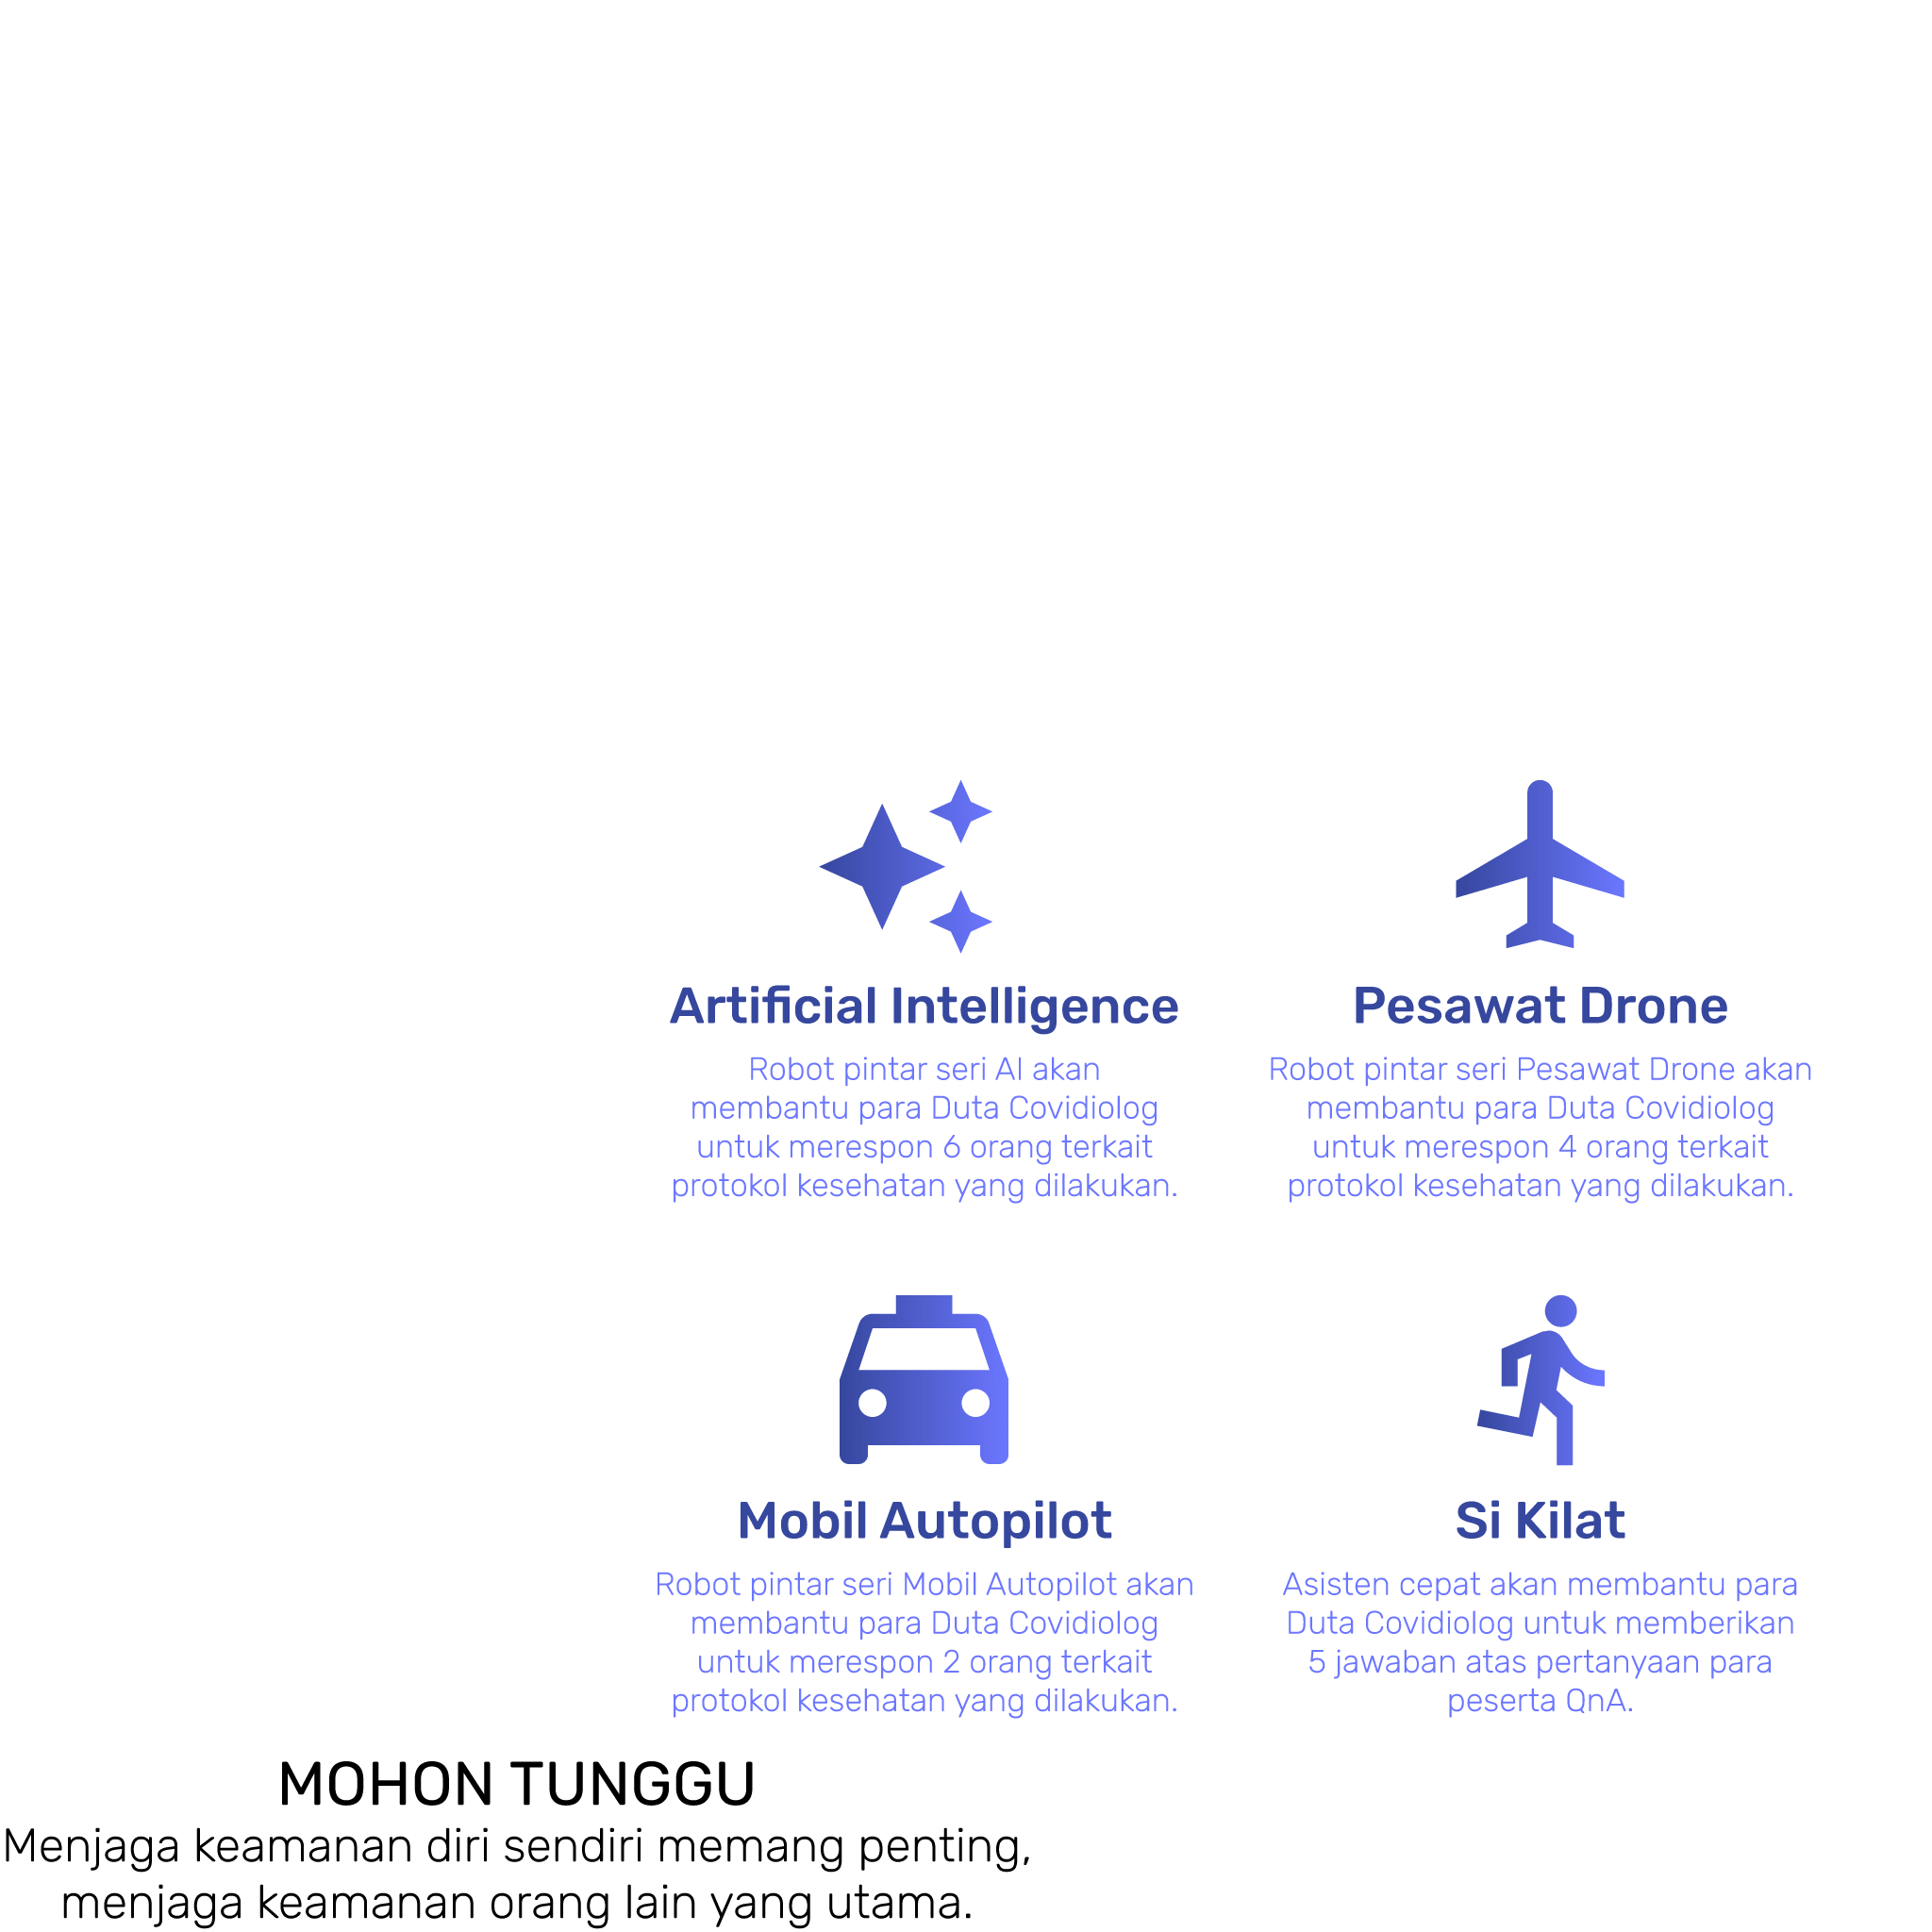 Artificial Intelligence
Robot pintar seri AI akan
membantu para Duta Covidiolog
untuk merespon 6 orang terkait
protokol kesehatan yang dilakukan.
Pesawat Drone
Robot pintar seri Pesawat Drone akan
membantu para Duta Covidiolog
untuk merespon 4 orang terkait
protokol kesehatan yang dilakukan.
Mobil Autopilot
Robot pintar seri Mobil Autopilot akan
membantu para Duta Covidiolog
untuk merespon 2 orang terkait
protokol kesehatan yang dilakukan.
Si Kilat
Asisten cepat akan membantu para
Duta Covidiolog untuk memberikan
5 jawaban atas pertanyaan para
peserta QnA.
MOHON TUNGGU
Menjaga keamanan diri sendiri memang penting,
menjaga keamanan orang lain yang utama.